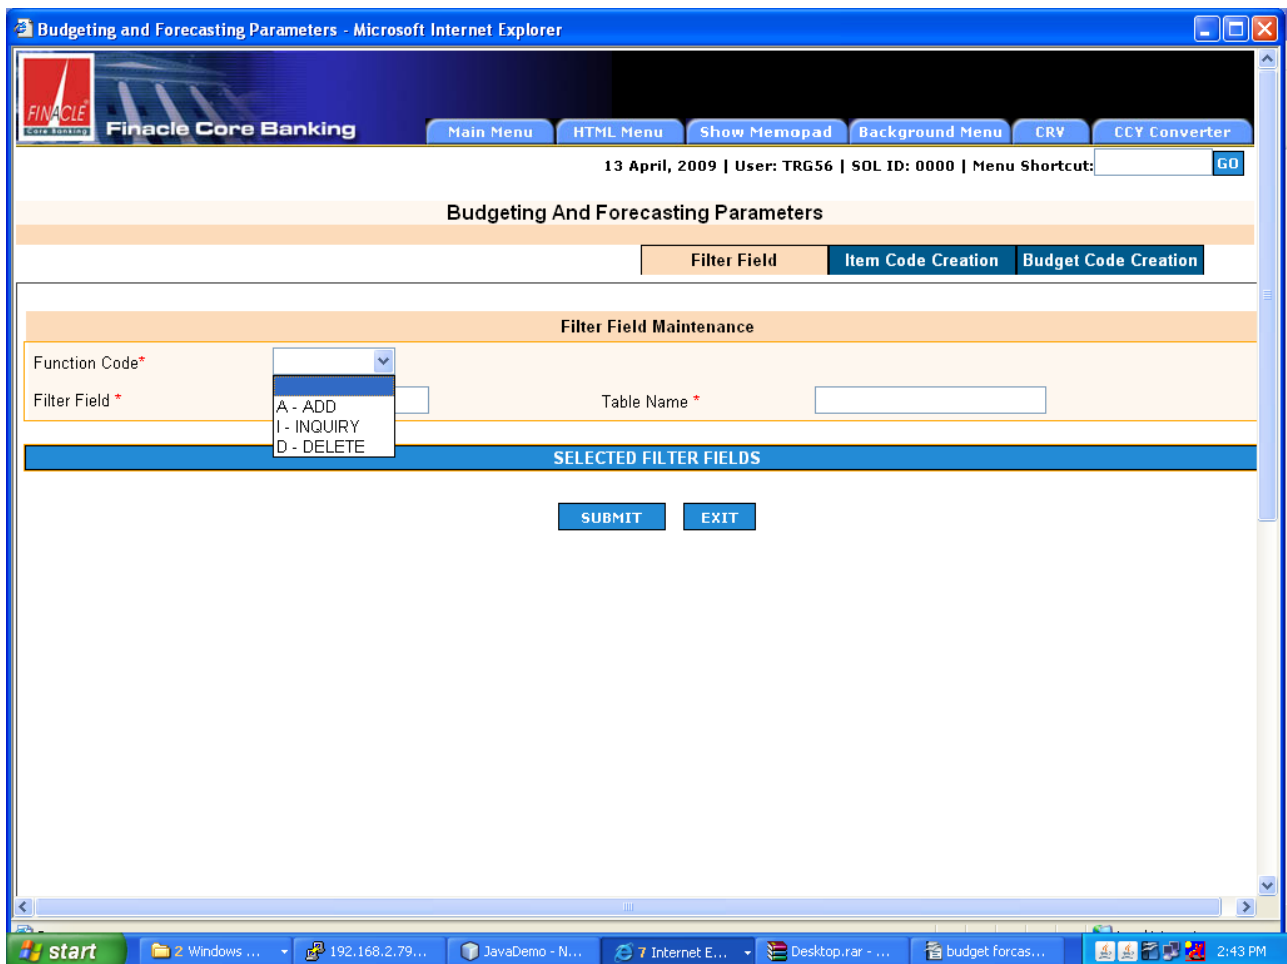 Budgeting and Forecasting Parameters - Microsoft Internet Explorer
FINACLE
Core Banking
Finacle Core Banking
Main Menu HTML Menu Show Memopad Background Menu CRV CCY Converter
13 April, 2009 | User: TRG56 | SOL ID: 0000 | Menu Shortcut: GO
Budgeting And Forecasting Parameters
Filter Field Item Code Creation Budget Code Creation
Filter Field Maintenance
Function Code*
Filter Field * Table Name *
A - ADD
I - INQUIRY
D - DELETE
SELECTED FILTER FIELDS
SUBMIT EXIT
start 2 Windows ... 192.168.2.79... JavaDemo - N... 7 Internet E... Desktop.rar - ... budget forcas... 2:43 PM